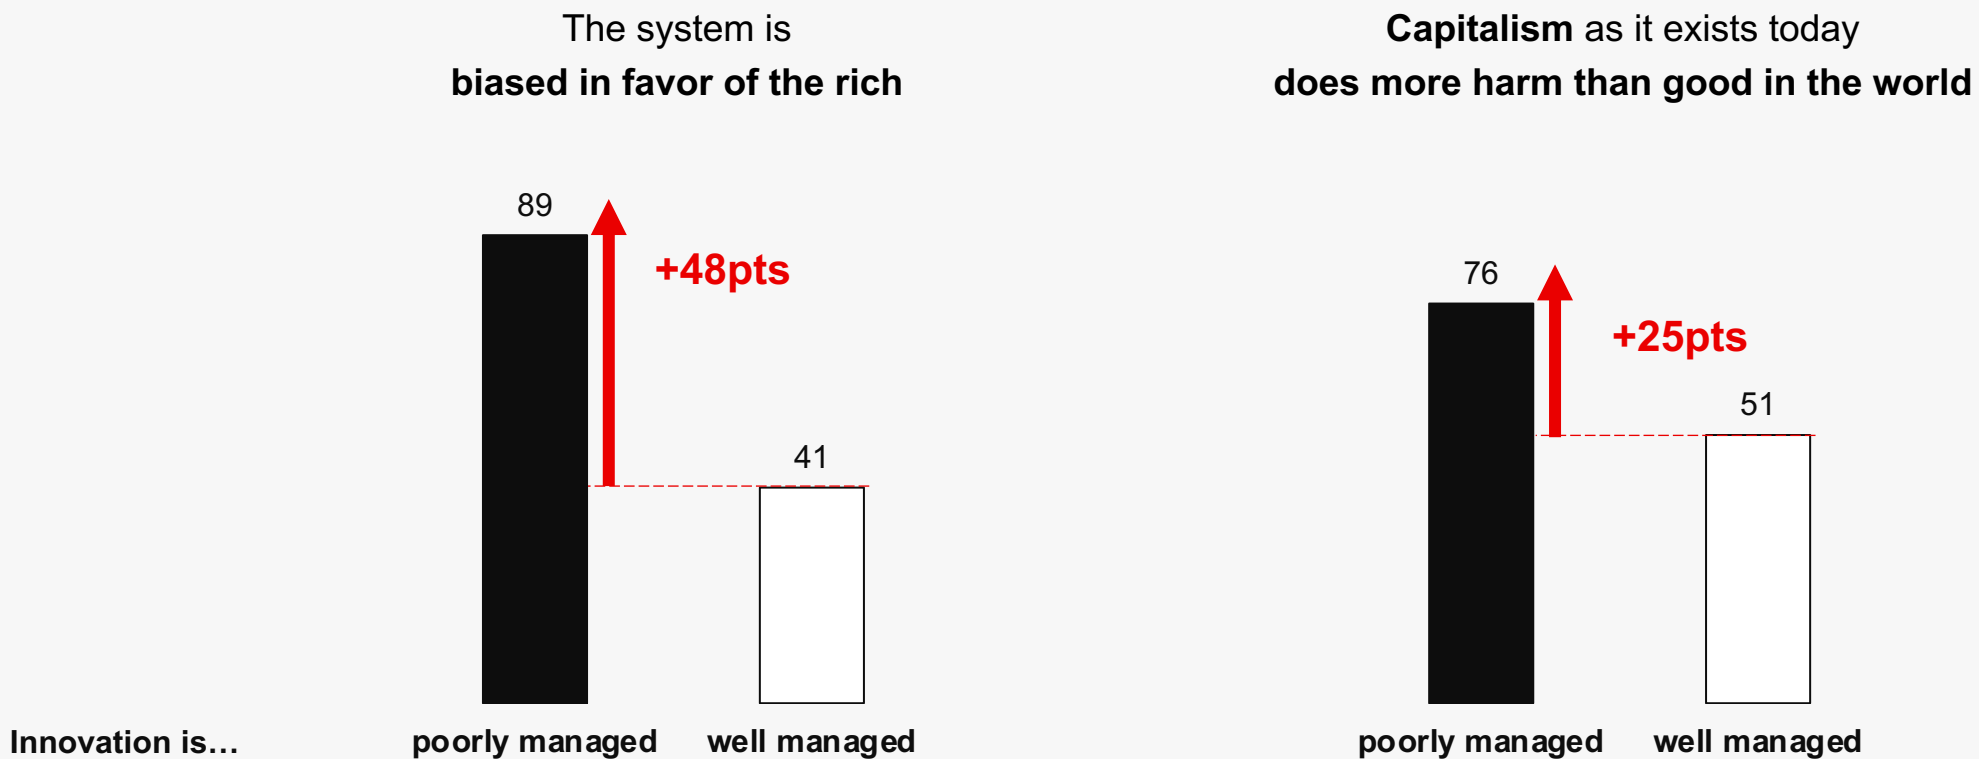 The system is
biased in favor of the rich
89
+48pts
41
Capitalism as it exists today
does more harm than good in the world
76
+25pts
51
Innovation is…
poorly managed
well managed
poorly managed
well managed